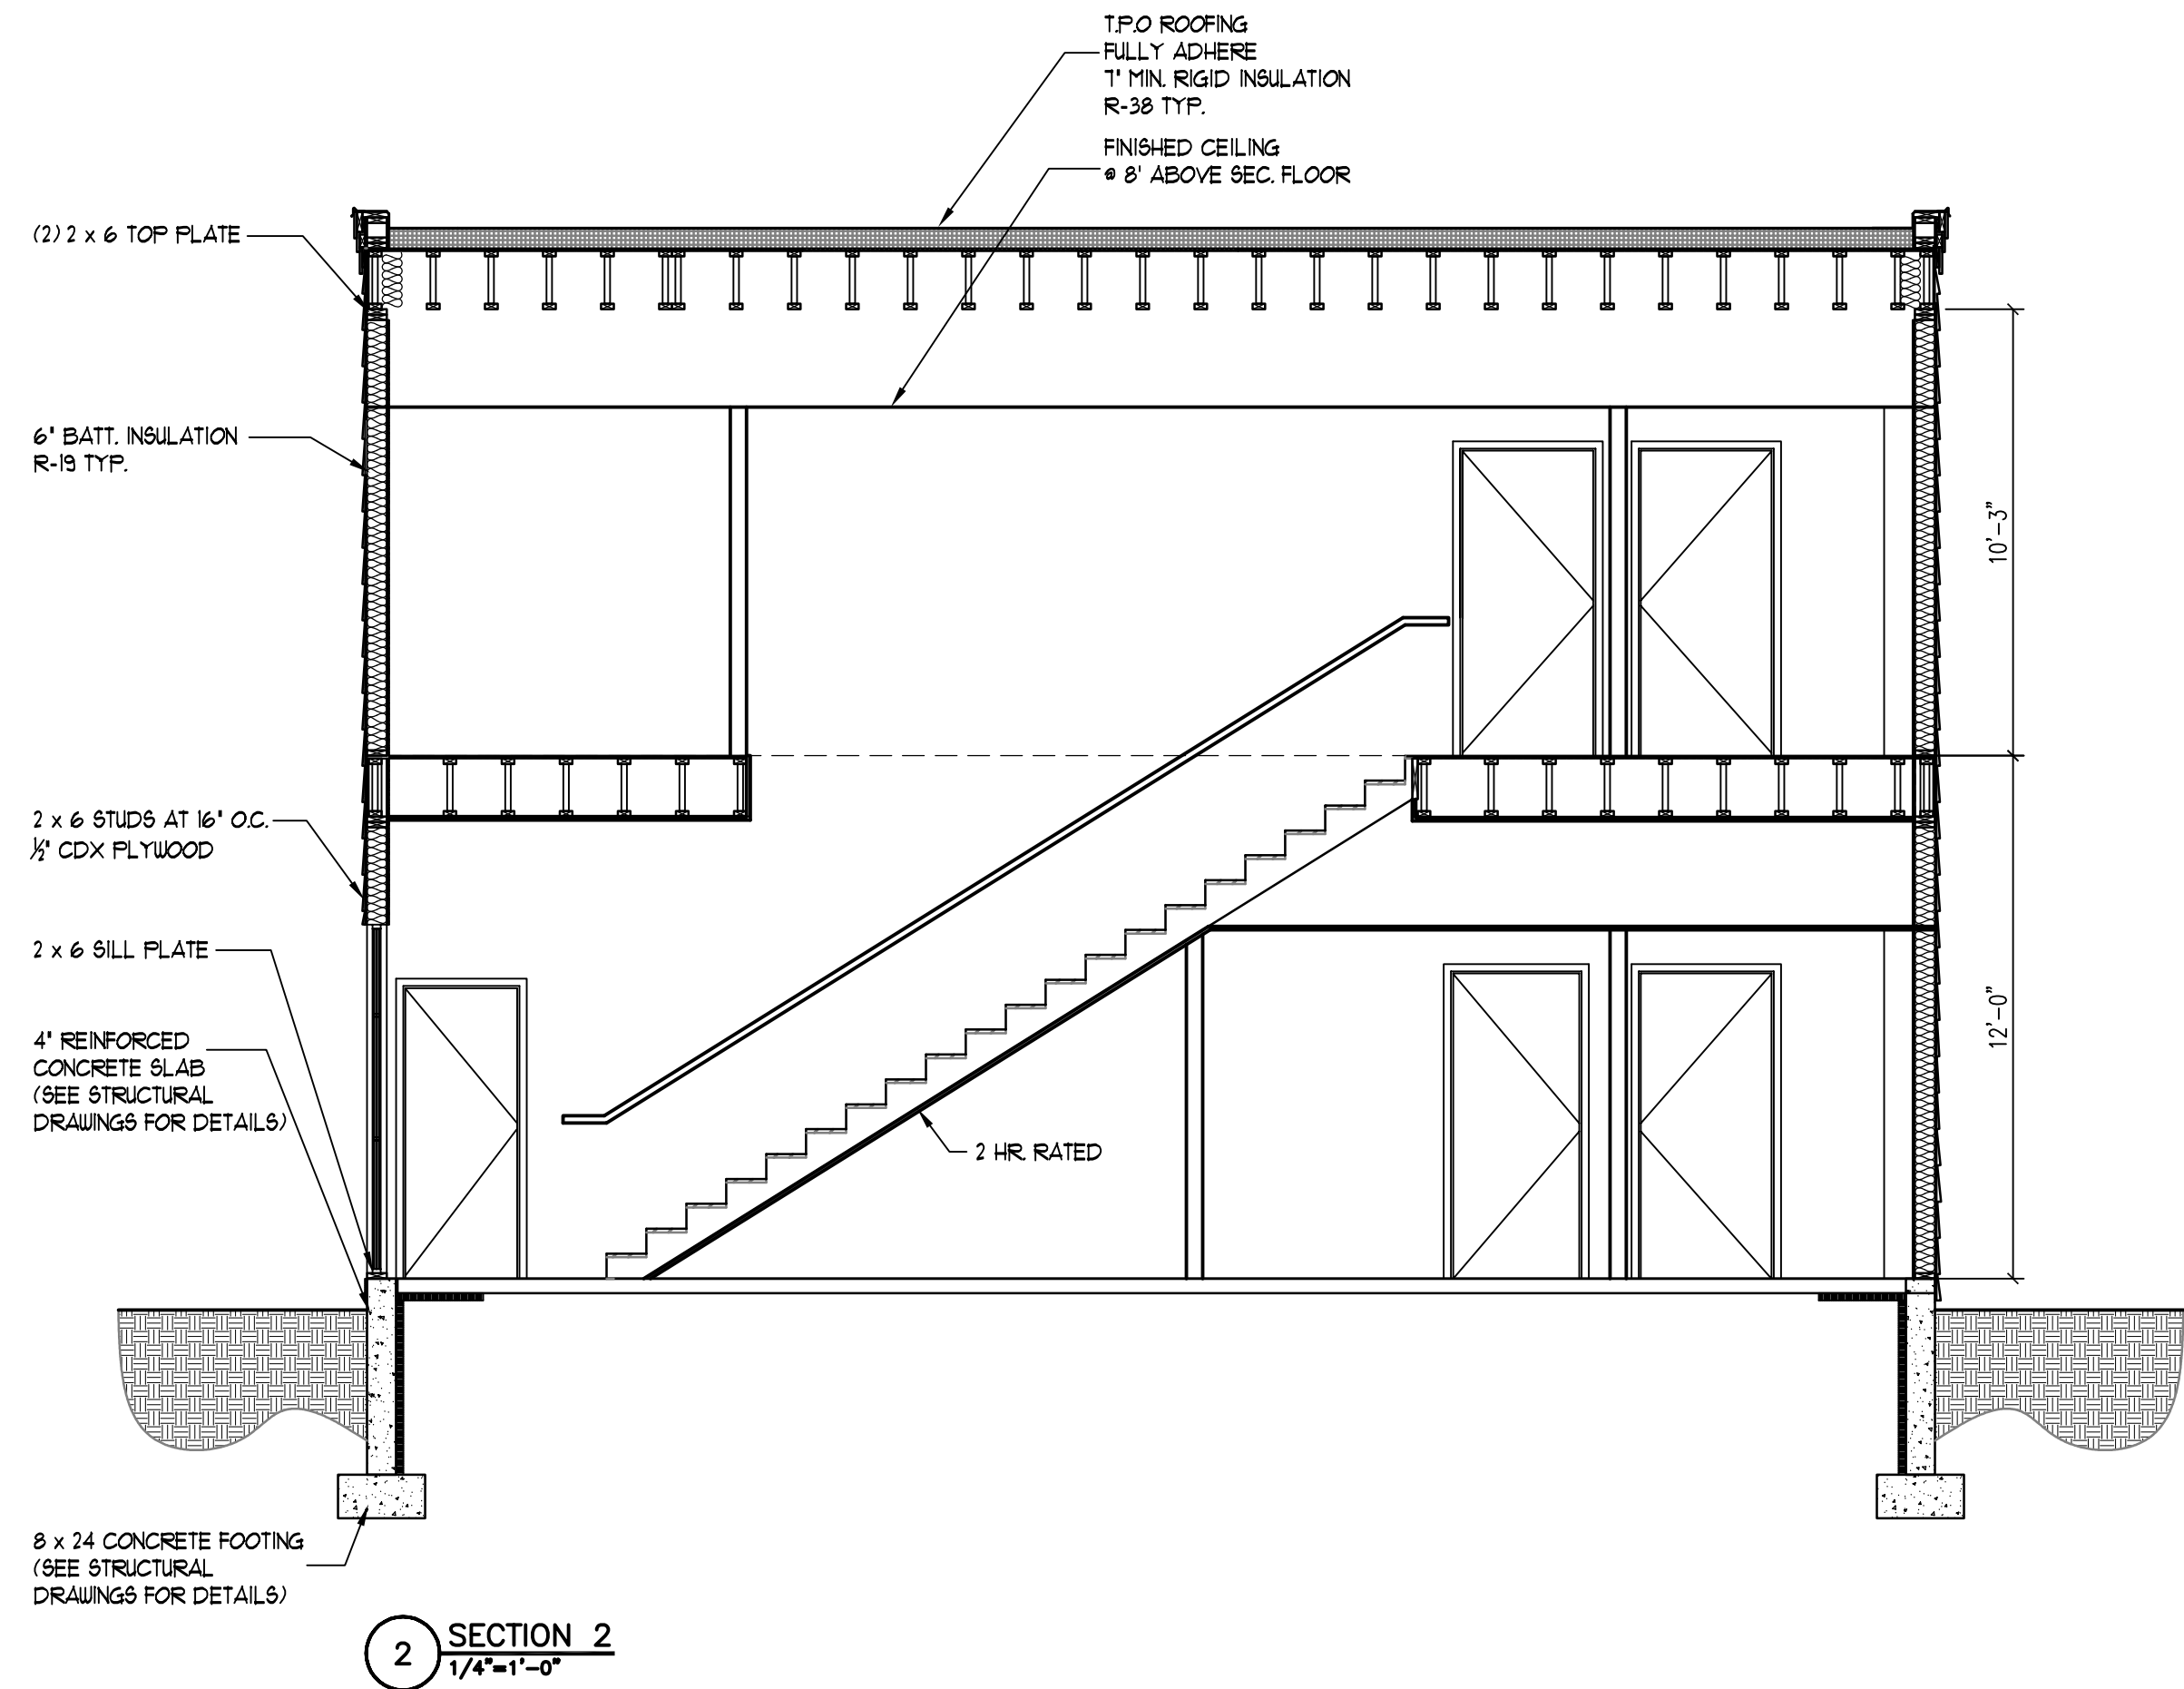 T.P.O ROOFING
FULLY ADHERE
7" MIN. RIGID INSULATION
R-38 TYP.
FINISHED CEILING
@ 8' ABOVE SEC. FLOOR
(2) 2 x 6 TOP PLATE
6" BATT. INSULATION
R-19 TYP.
10'-3"
2 x 6 STUDS AT 16" O.C.
½" CDX PLYWOOD
2 x 6 SILL PLATE
12'-0"
4" REINFORCED
CONCRETE SLAB
(SEE STRUCTURAL
DRAWINGS FOR DETAILS)
2 HR. RATED
8 x 24 CONCRETE FOOTING
(SEE STRUCTURAL
DRAWINGS FOR DETAILS)
2 SECTION 2
1/4"=1'-0"